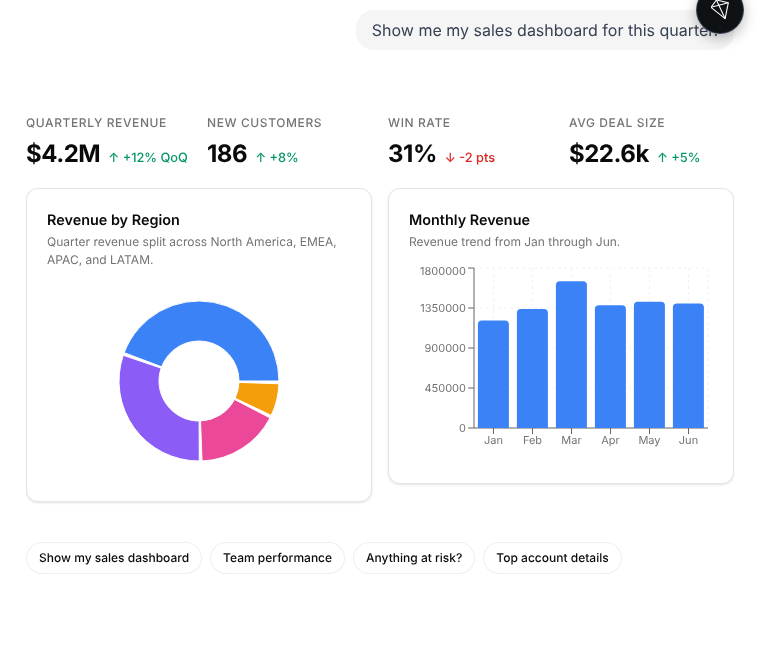 Show me my sales dashboard for this quarter.
QUARTERLY REVENUE
$4.2M ↑ +12% QoQ
NEW CUSTOMERS
186 ↑ +8%
WIN RATE
31% ↓ -2 pts
AVG DEAL SIZE
$22.6k ↑ +5%
Revenue by Region
Quarter revenue split across North America, EMEA,
APAC, and LATAM.
Monthly Revenue
Revenue trend from Jan through Jun.
1800000
1350000
900000
450000
0
Jan Feb Mar Apr May Jun
Show my sales dashboard
Team performance
Anything at risk?
Top account details